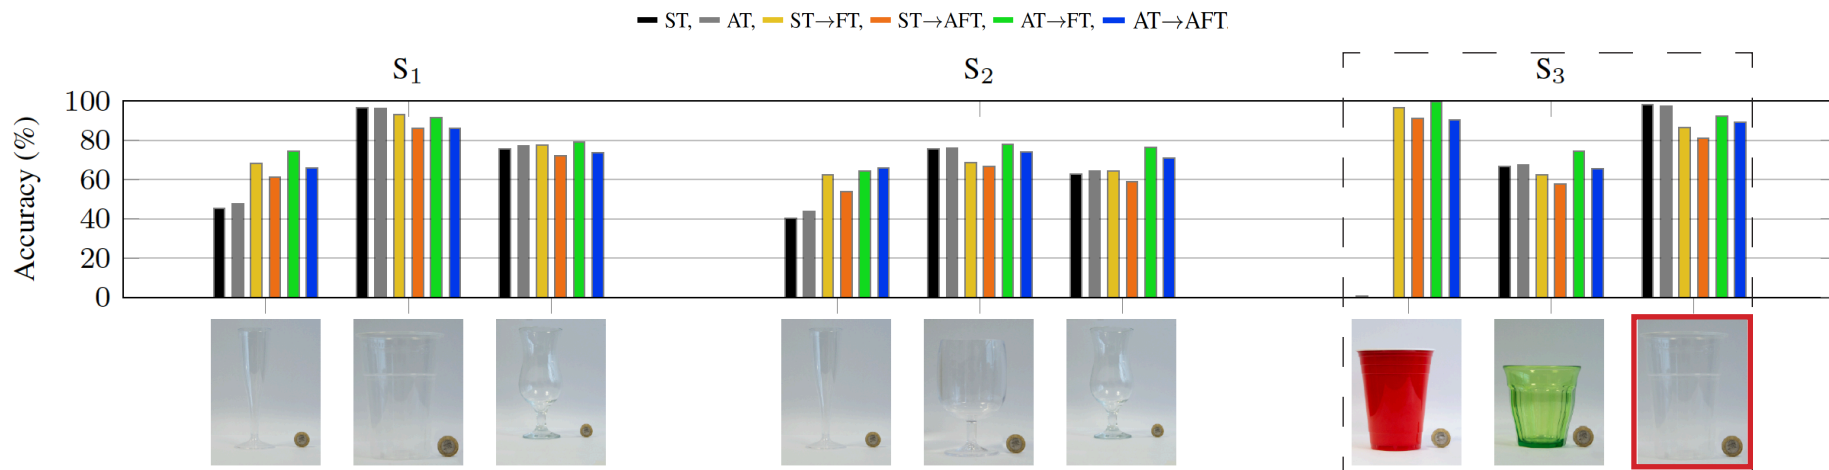 ST, AT, ST→FT, ST→AFT, AT→FT, AT→AFT.
S₁ S₂ S₃
Accuracy (%)
100
80
60
40
20
0